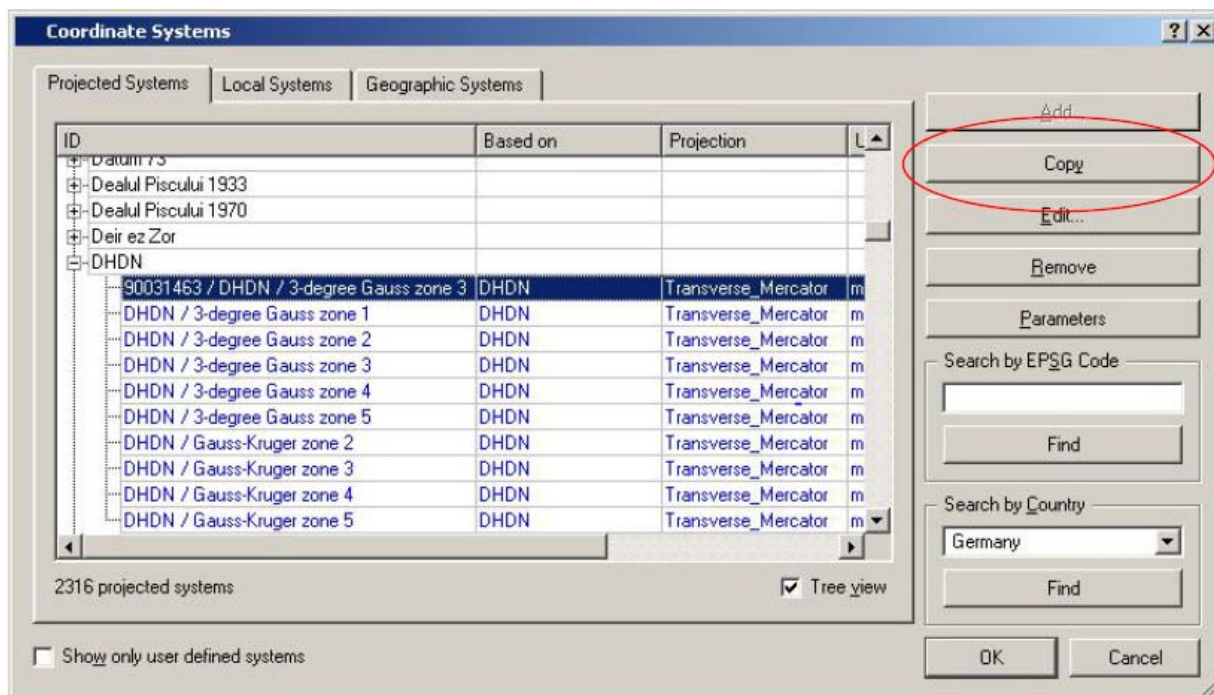 Coordinate Systems
Projected Systems Local Systems Geographic Systems
ID Based on Projection
Datum 73
Dealul Piscului 1933
Dealul Piscului 1970
Deir ez Zor
DHDN
90031463 / DHDN / 3-degree Gauss zone 3 DHDN Transverse_Mercator m
DHDN / 3-degree Gauss zone 1 DHDN Transverse_Mercator m
DHDN / 3-degree Gauss zone 2 DHDN Transverse_Mercator m
DHDN / 3-degree Gauss zone 3 DHDN Transverse_Mercator m
DHDN / 3-degree Gauss zone 4 DHDN Transverse_Mercator m
DHDN / 3-degree Gauss zone 5 DHDN Transverse_Mercator m
DHDN / Gauss-Kruger zone 2 DHDN Transverse_Mercator m
DHDN / Gauss-Kruger zone 3 DHDN Transverse_Mercator m
DHDN / Gauss-Kruger zone 4 DHDN Transverse_Mercator m
DHDN / Gauss-Kruger zone 5 DHDN Transverse_Mercator m
2316 projected systems Tree view
Show only user defined systems
Add...
Copy
Edit...
Remove
Parameters
Search by EPSG Code
Find
Search by Country
Germany
Find
OK Cancel